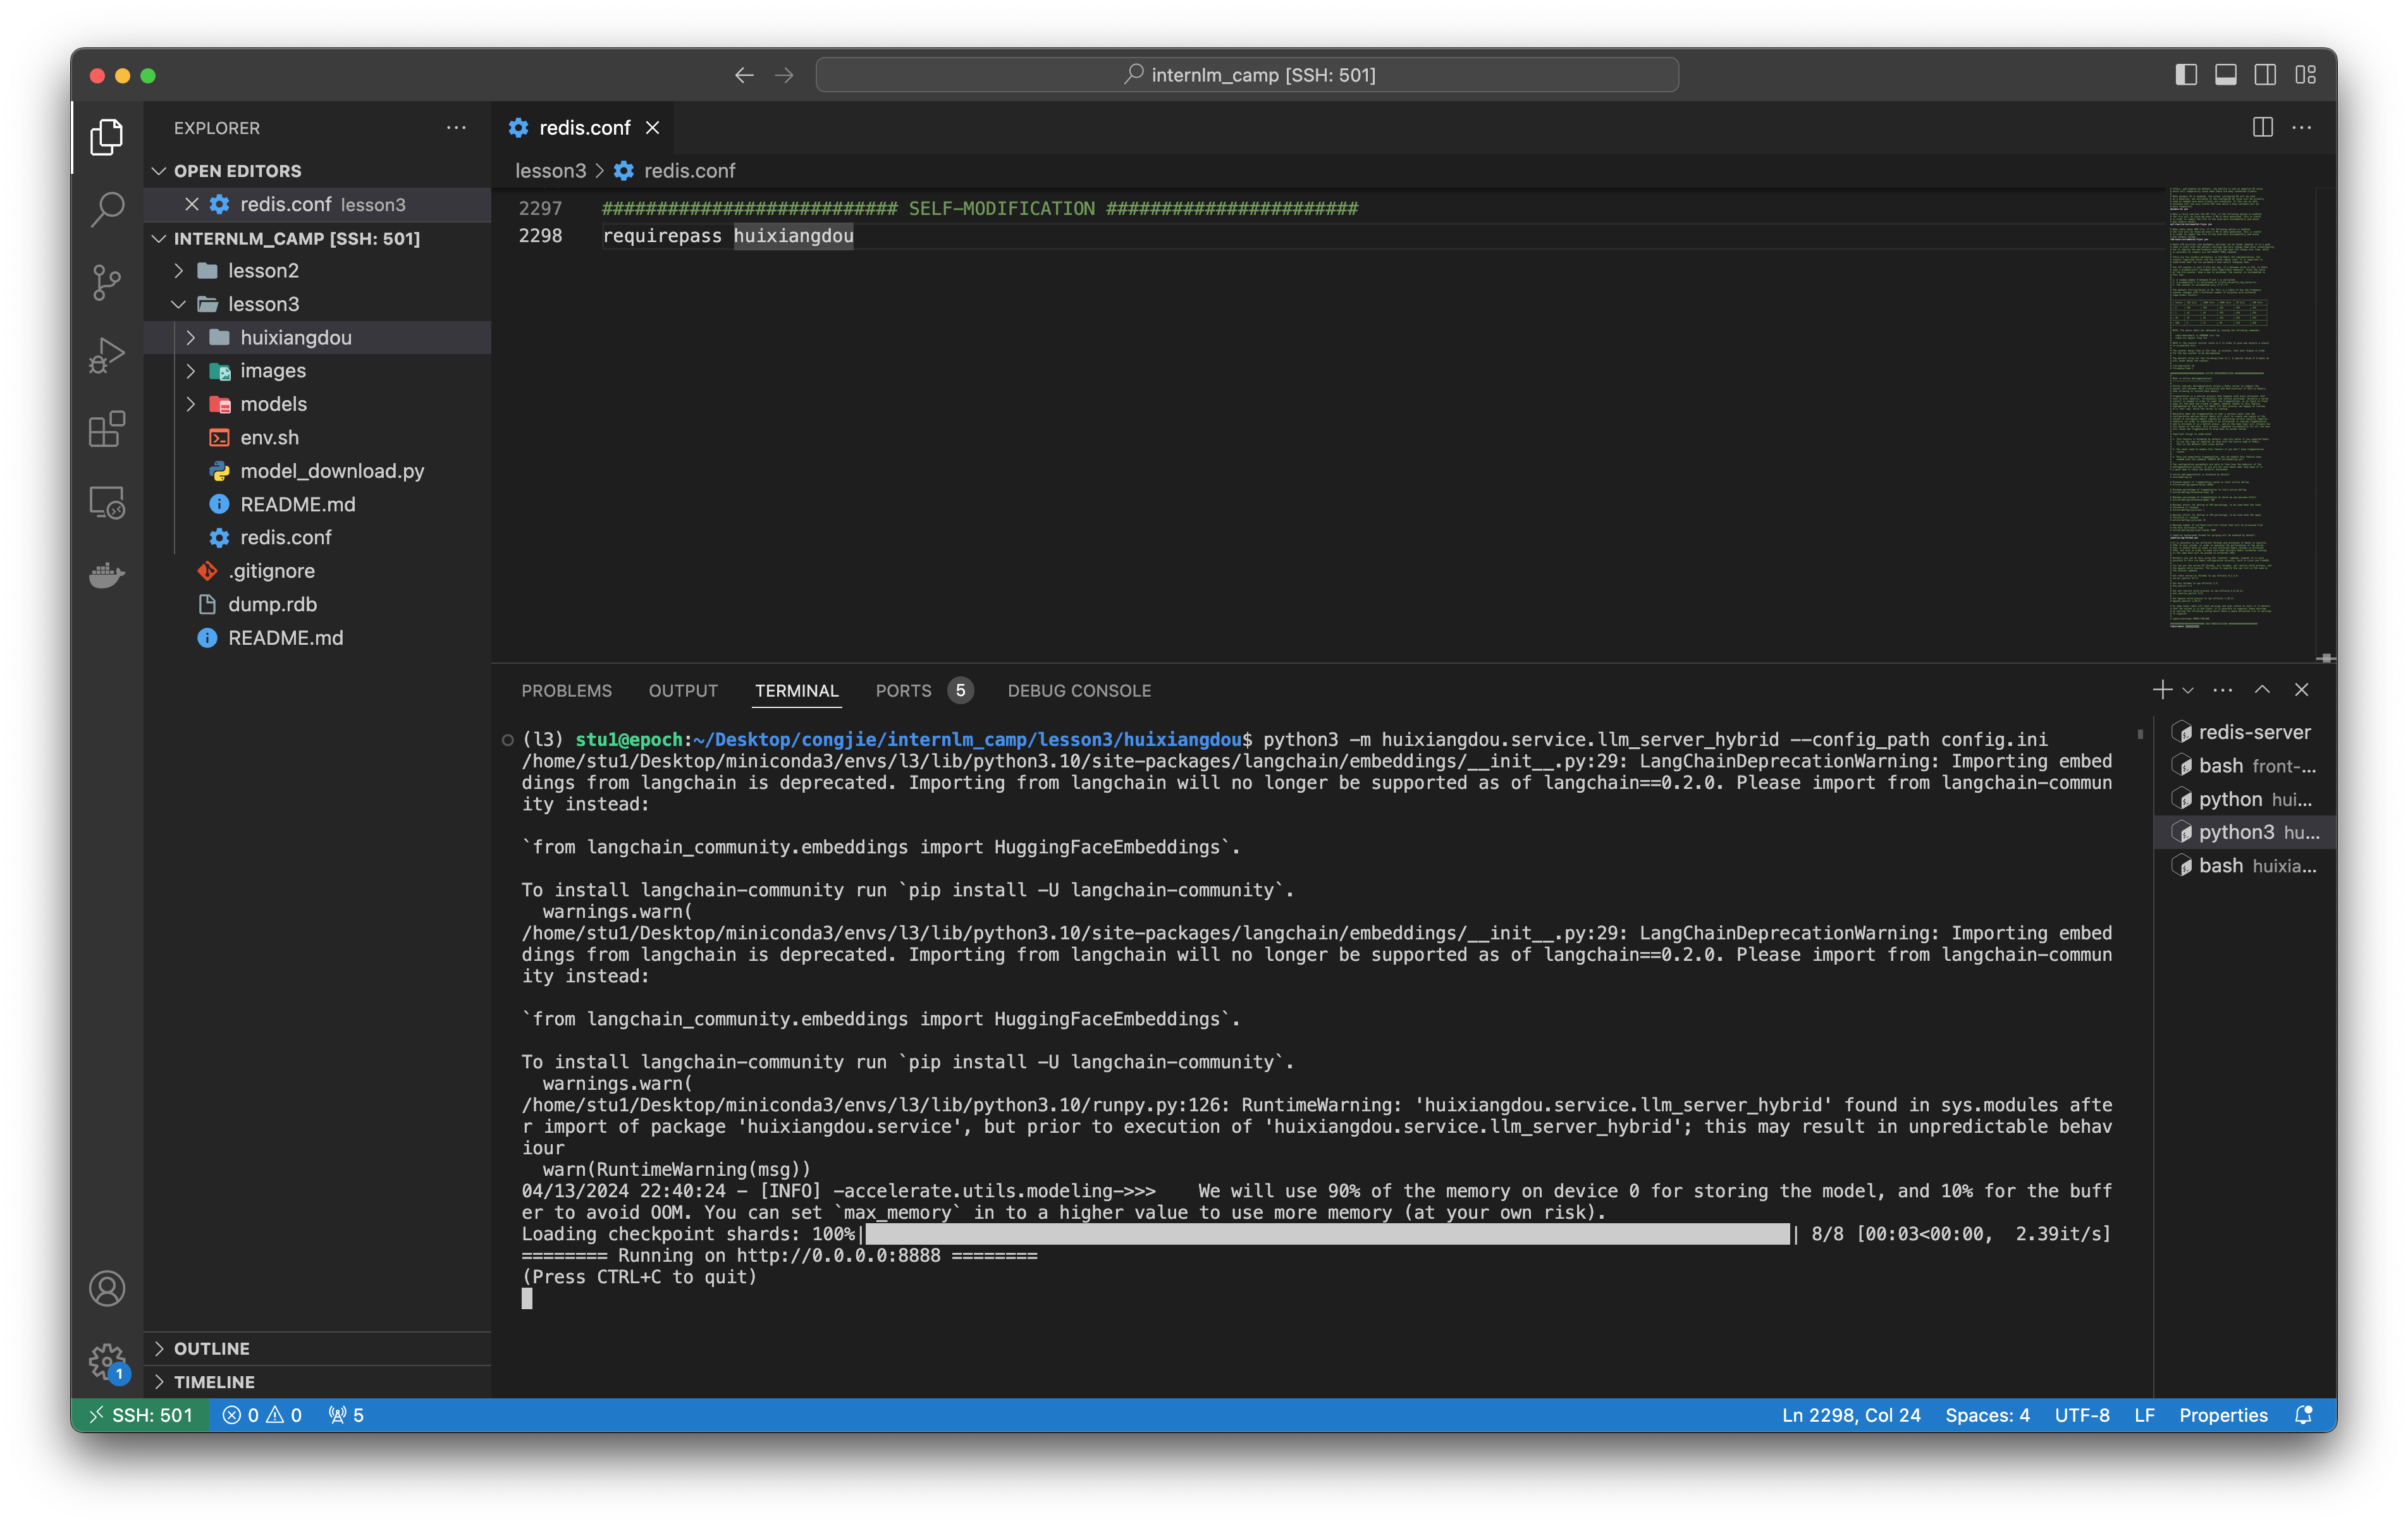 internlm_camp [SSH: 501]
EXPLORER
OPEN EDITORS
redis.conf lesson3
INTERNLM_CAMP [SSH: 501]
lesson2
lesson3
huixiangdou
images
models
env.sh
model_download.py
README.md
redis.conf
.gitignore
dump.rdb
README.md
OUTLINE
TIMELINE
redis.conf
lesson3 > redis.conf
2297 ########################### SELF-MODIFICATION #######################
2298 requirepass huixiangdou
PROBLEMS OUTPUT TERMINAL PORTS 5 DEBUG CONSOLE
(l3) stu1@epoch:~/Desktop/congjie/internlm_camp/lesson3/huixiangdou$ python3 -m huixiangdou.service.llm_server_hybrid --config_path config.ini
/home/stu1/Desktop/miniconda3/envs/l3/lib/python3.10/site-packages/langchain/embeddings/__init__.py:29: LangChainDeprecationWarning: Importing embed
dings from langchain is deprecated. Importing from langchain will no longer be supported as of langchain==0.2.0. Please import from langchain-commun
ity instead:
`from langchain_community.embeddings import HuggingFaceEmbeddings`.
To install langchain-community run `pip install -U langchain-community`.
warnings.warn(
/home/stu1/Desktop/miniconda3/envs/l3/lib/python3.10/site-packages/langchain/embeddings/__init__.py:29: LangChainDeprecationWarning: Importing embed
dings from langchain is deprecated. Importing from langchain will no longer be supported as of langchain==0.2.0. Please import from langchain-commun
ity instead:
`from langchain_community.embeddings import HuggingFaceEmbeddings`.
To install langchain-community run `pip install -U langchain-community`.
warnings.warn(
/home/stu1/Desktop/miniconda3/envs/l3/lib/python3.10/runpy.py:126: RuntimeWarning: 'huixiangdou.service.llm_server_hybrid' found in sys.modules afte
r import of package 'huixiangdou.service', but prior to execution of 'huixiangdou.service.llm_server_hybrid'; this may result in unpredictable behav
iour
warn(RuntimeWarning(msg))
04/13/2024 22:40:24 - [INFO] -accelerate.utils.modeling->>> We will use 90% of the memory on device 0 for storing the model, and 10% for the buff
er to avoid OOM. You can set `max_memory` in to a higher value to use more memory (at your own risk).
Loading checkpoint shards: 100%| | 8/8 [00:03<00:00, 2.39it/s]
======== Running on http://0.0.0.0:8888 ========
(Press CTRL+C to quit)
redis-server
bash front-...
python hui...
python3 hu...
bash huixia...
1
SSH: 501 0 0 5
Ln 2298, Col 24 Spaces: 4 UTF-8 LF Properties